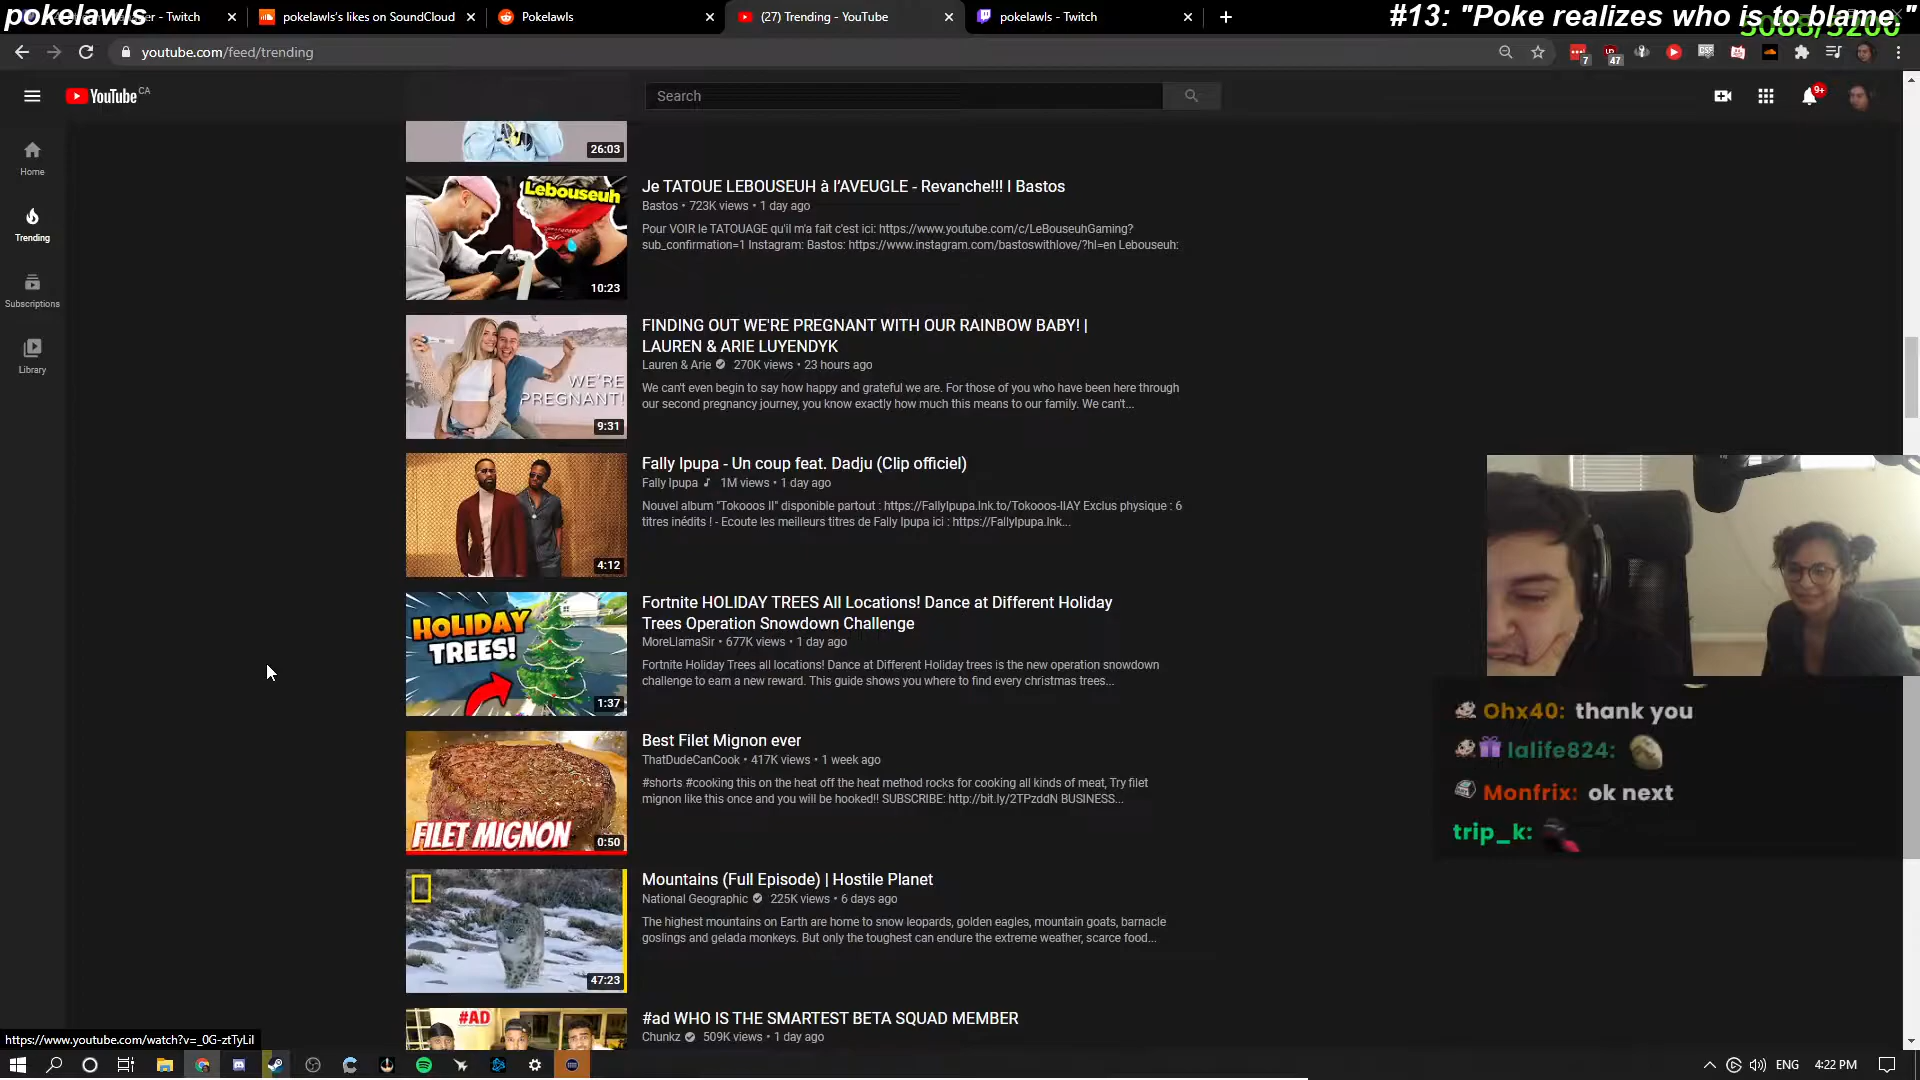 pokelawls
#13: "Poke realizes who is to blame."
5088/5200
- Twitch
pokelawls's likes on SoundCloud
Pokelawls
(27) Trending - YouTube
pokelawls - Twitch
youtube.com/feed/trending
7
47
YouTube CA
Search
9+
Home
Trending
Subscriptions
Library
26:03
Lebouseuh
10:23
Je TATOUE LEBOUSEUH à l'AVEUGLE - Revanche!!! I Bastos
Bastos • 723K views • 1 day ago
Pour VOIR le TATOUAGE qu'il m'a fait c'est ici: https://www.youtube.com/c/LeBouseuhGaming?
sub_confirmation=1 Instagram: Bastos: https://www.instagram.com/bastoswithlove/?hl=en Lebouseuh:
WE'RE
PREGNANT!
9:31
FINDING OUT WE'RE PREGNANT WITH OUR RAINBOW BABY! |
LAUREN & ARIE LUYENDYK
Lauren & Arie 270K views • 23 hours ago
We can't even begin to say how happy and grateful we are. For those of you who have been here through
our second pregnancy journey, you know exactly how much this means to our family. We can't...
4:12
Fally Ipupa - Un coup feat. Dadju (Clip officiel)
Fally Ipupa 1M views • 1 day ago
Nouvel album "Tokooos II" disponible partout : https://FallyIpupa.lnk.to/Tokooos-IIAY Exclus physique : 6
titres inédits ! - Ecoute les meilleurs titres de Fally Ipupa ici : https://FallyIpupa.lnk...
HOLIDAY
TREES!
1:37
Fortnite HOLIDAY TREES All Locations! Dance at Different Holiday
Trees Operation Snowdown Challenge
MoreLlamaSir • 677K views • 1 day ago
Fortnite Holiday Trees all locations! Dance at Different Holiday trees is the new operation snowdown
challenge to earn a new reward. This guide shows you where to find every christmas trees...
FILET MIGNON
0:50
Best Filet Mignon ever
ThatDudeCanCook • 417K views • 1 week ago
#shorts #cooking this on the heat off the heat method rocks for cooking all kinds of meat, Try filet
mignon like this once and you will be hooked!! SUBSCRIBE: http://bit.ly/2TPzddN BUSINESS...
47:23
Mountains (Full Episode) | Hostile Planet
National Geographic 225K views • 6 days ago
The highest mountains on Earth are home to snow leopards, golden eagles, mountain goats, barnacle
goslings and gelada monkeys. But only the toughest can endure the extreme weather, scarce food...
#AD
#ad WHO IS THE SMARTEST BETA SQUAD MEMBER
Chunkz 509K views • 1 day ago
Ohx40: thank you
lalife824:
Monfrix: ok next
trip_k:
https://www.youtube.com/watch?v=_0G-ztTyLiI
ENG
4:22 PM